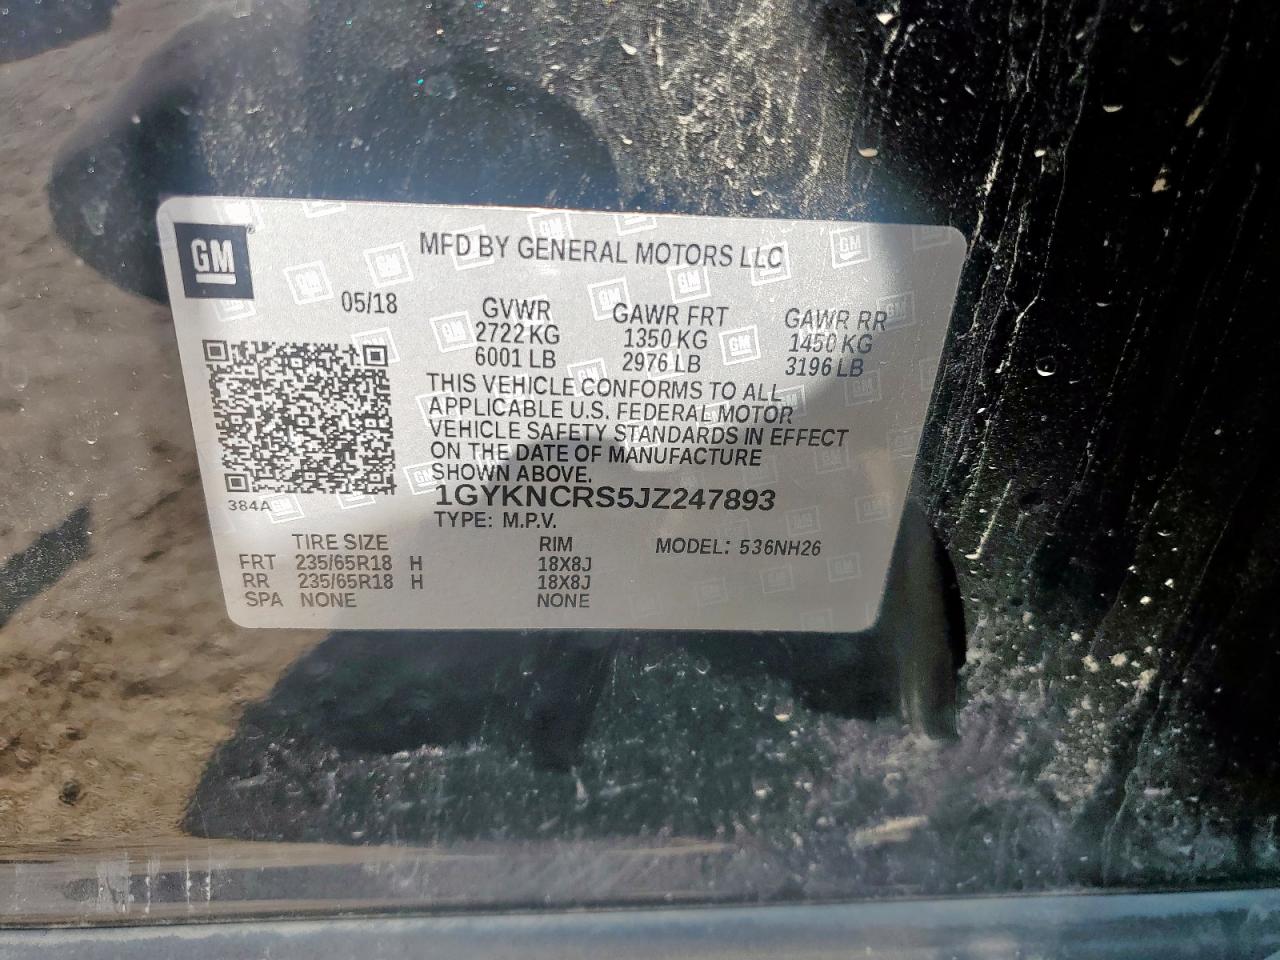 GM
MFD BY GENERAL MOTORS LLC
05/18 GVWR GAWR FRT GAWR RR
2722 KG 1350 KG 1450 KG
6001 LB 2976 LB 3196 LB
THIS VEHICLE CONFORMS TO ALL
APPLICABLE U.S. FEDERAL MOTOR
VEHICLE SAFETY STANDARDS IN EFFECT
ON THE DATE OF MANUFACTURE
SHOWN ABOVE.
384A
1GYKNCRS5JZ247893
TYPE: M.P.V.
TIRE SIZE RIM MODEL: 536NH26
FRT 235/65R18 H 18X8J
RR 235/65R18 H 18X8J
SPA NONE NONE